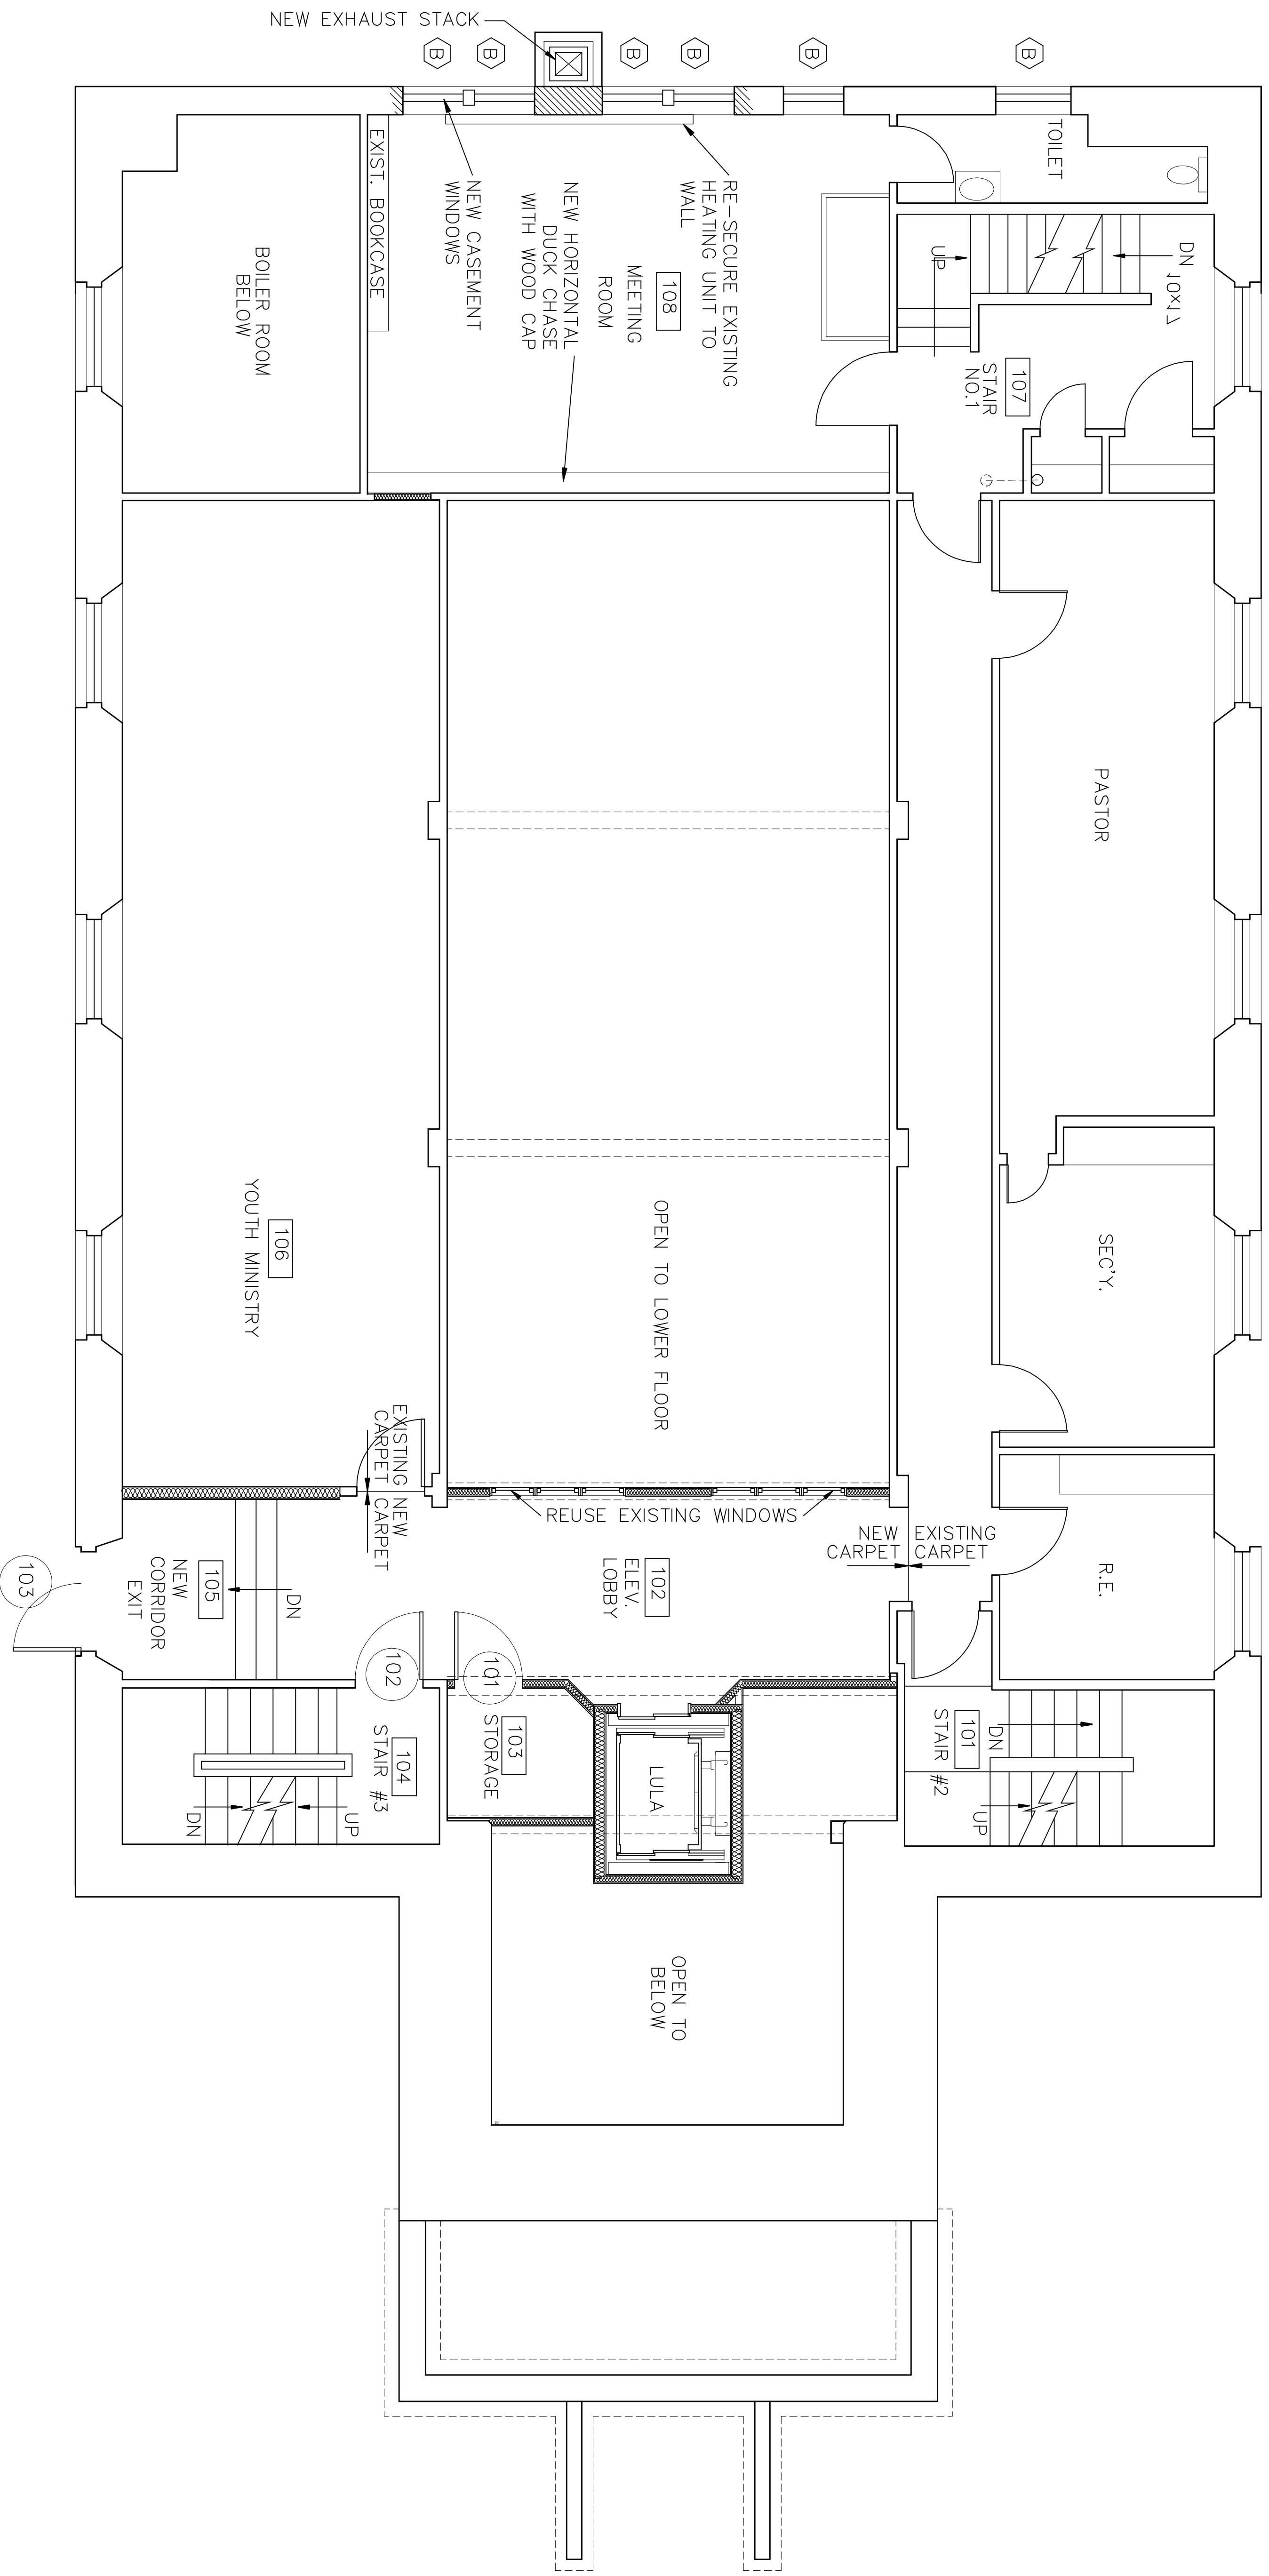 NEW EXHAUST STACK
B
B
B
B
B
B
TOILET
EXIST. BOOKCASE
NEW CASEMENT
WINDOWS
RE-SECURE EXISTING
HEATING UNIT TO
WALL
NEW HORIZONTAL
DUCK CHASE
WITH WOOD CAP
108
MEETING
ROOM
BOILER ROOM
BELOW
UP
DN
10x17
107
STAIR
NO.1
PASTOR
SEC'Y.
R.E.
106
YOUTH MINISTRY
OPEN TO LOWER FLOOR
EXISTING NEW
CARPET CARPET
REUSE EXISTING WINDOWS
NEW EXISTING
CARPET CARPET
102
ELEV.
LOBBY
103
105
NEW
CORRIDOR
EXIT
DN
102
101
103
STORAGE
LULA
104
STAIR #3
UP
DN
101
STAIR #2
DN
UP
OPEN TO
BELOW